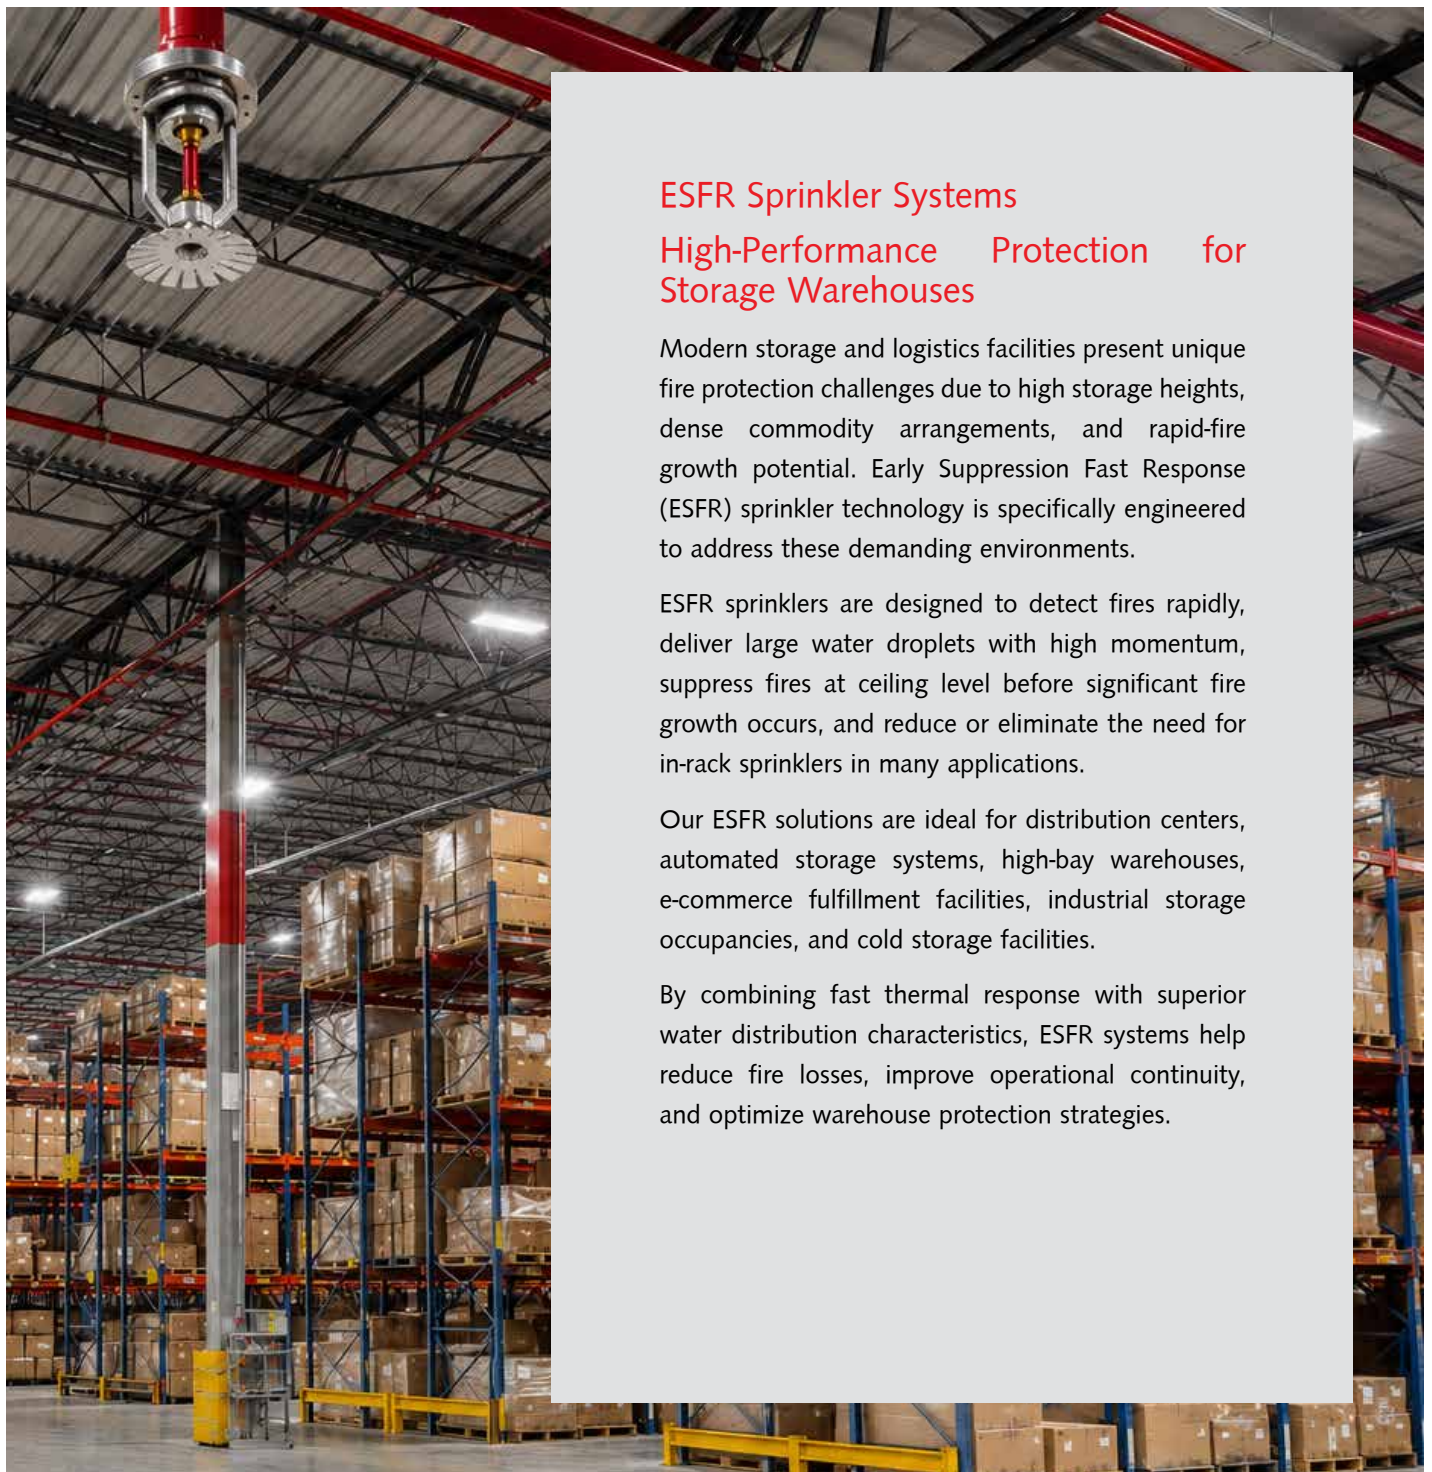 ESFR Sprinkler Systems
High-Performance Protection for
Storage Warehouses
Modern storage and logistics facilities present unique
fire protection challenges due to high storage heights,
dense commodity arrangements, and rapid-fire
growth potential. Early Suppression Fast Response
(ESFR) sprinkler technology is specifically engineered
to address these demanding environments.
ESFR sprinklers are designed to detect fires rapidly,
deliver large water droplets with high momentum,
suppress fires at ceiling level before significant fire
growth occurs, and reduce or eliminate the need for
in-rack sprinklers in many applications.
Our ESFR solutions are ideal for distribution centers,
automated storage systems, high-bay warehouses,
e-commerce fulfillment facilities, industrial storage
occupancies, and cold storage facilities.
By combining fast thermal response with superior
water distribution characteristics, ESFR systems help
reduce fire losses, improve operational continuity,
and optimize warehouse protection strategies.